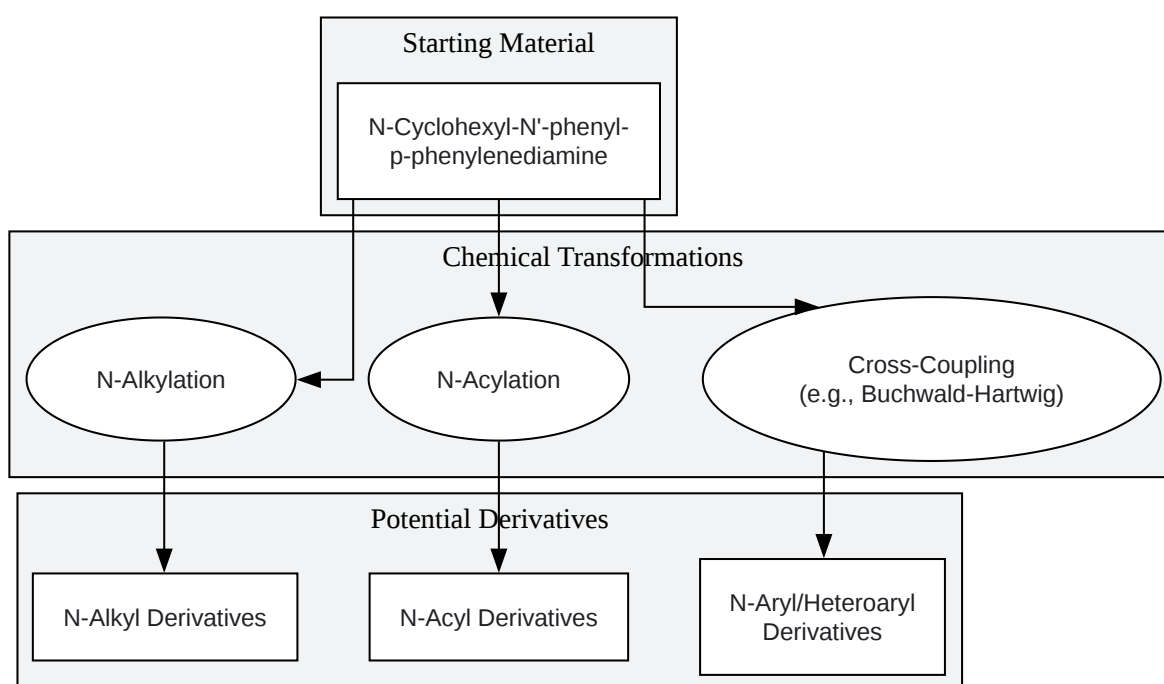 Starting Material
N-Cyclohexyl-N'-phenyl-
p-phenylenediamine
Chemical Transformations
N-Alkylation
N-Acylation
Cross-Coupling
(e.g., Buchwald-Hartwig)
Potential Derivatives
N-Alkyl Derivatives
N-Acyl Derivatives
N-Aryl/Heteroaryl
Derivatives